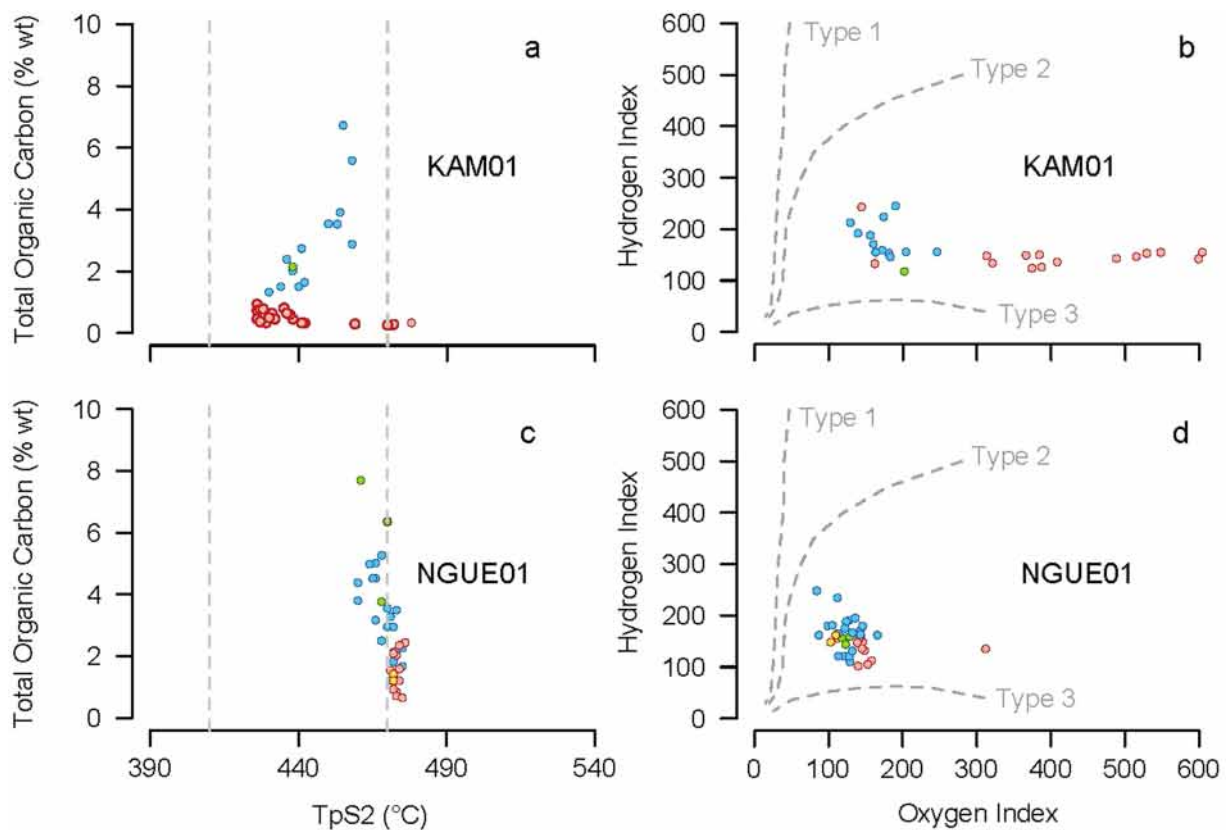 a
Total Organic Carbon (% wt)
10
8
6
4
2
0
KAM01
b
Hydrogen Index
600
500
400
300
200
100
0
Type 1
Type 2
KAM01
Type 3
c
Total Organic Carbon (% wt)
10
8
6
4
2
0
NGUE01
390
440
490
540
TpS2 (°C)
d
Hydrogen Index
600
500
400
300
200
100
0
Type 1
Type 2
NGUE01
Type 3
0
100
200
300
400
500
600
Oxygen Index